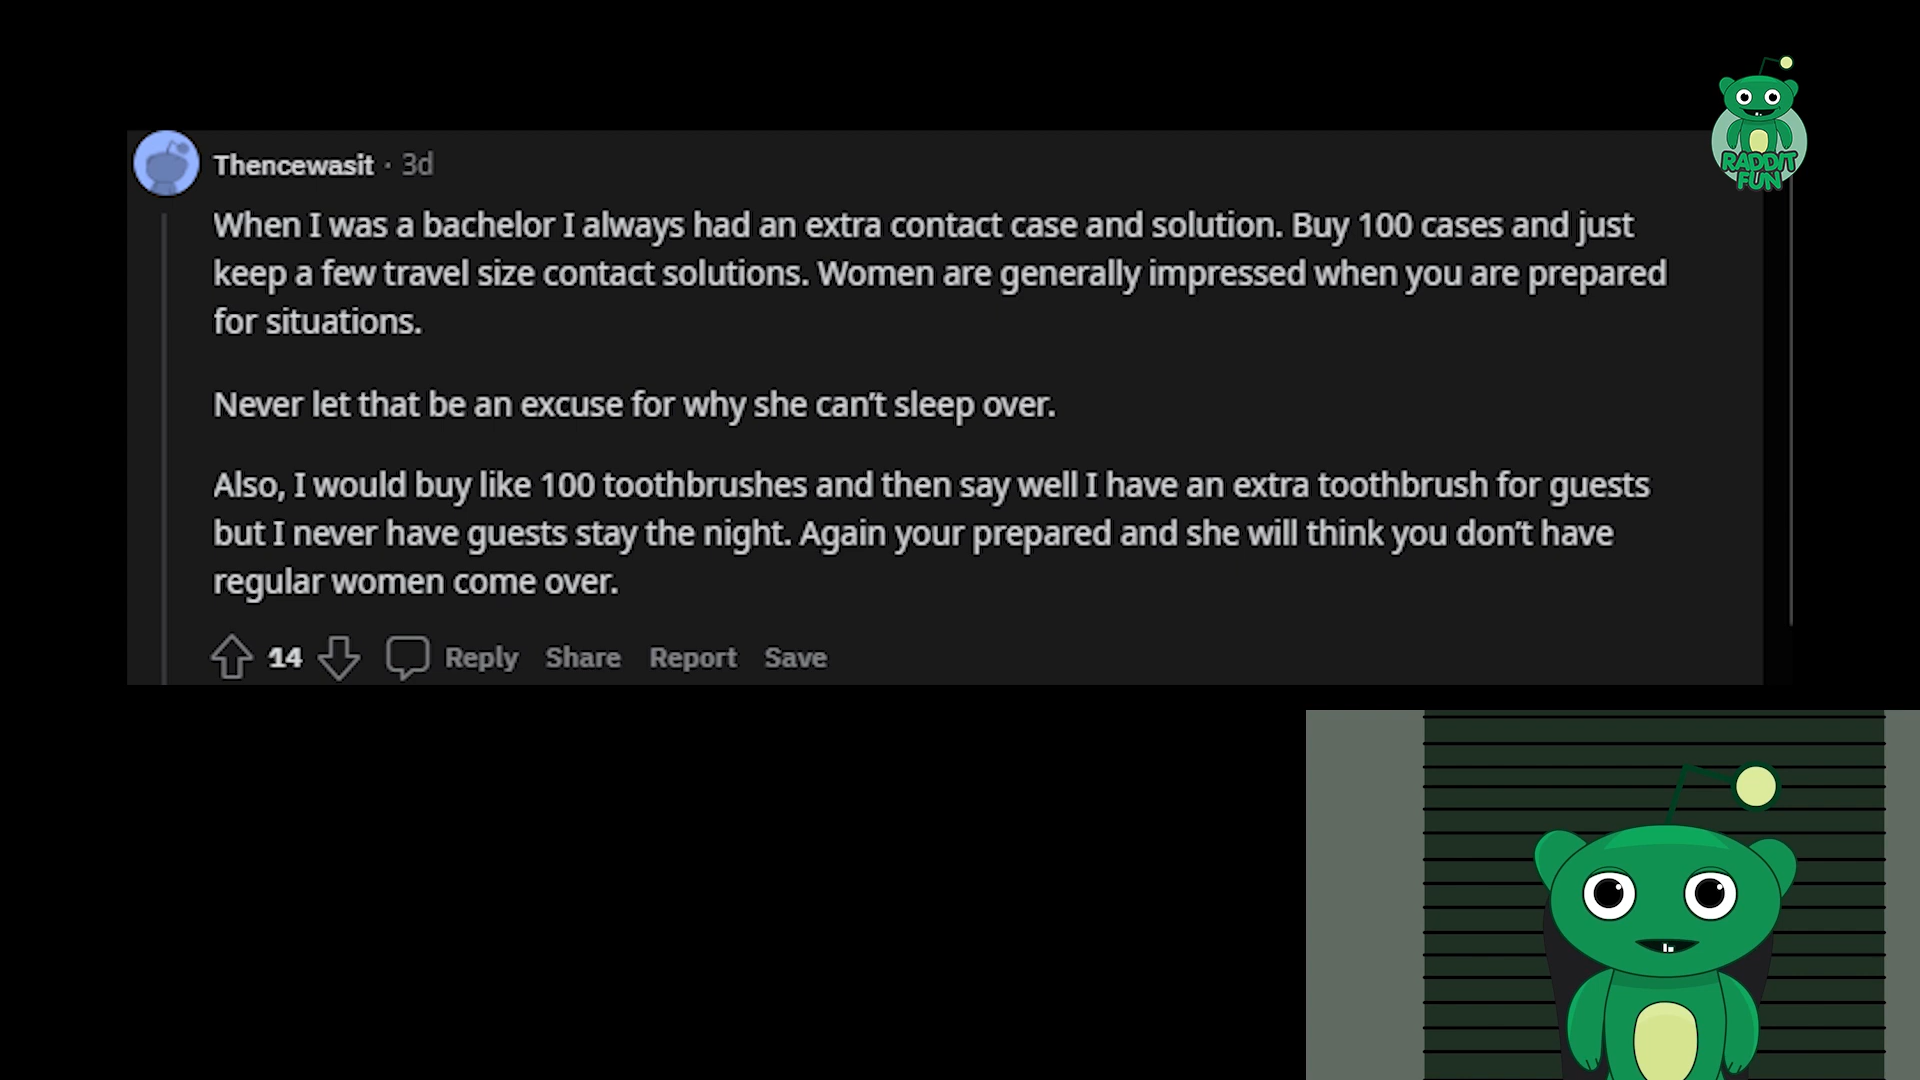 Thencewasit · 3d
When I was a bachelor I always had an extra contact case and solution. Buy 100 cases and just
keep a few travel size contact solutions. Women are generally impressed when you are prepared
for situations.
Never let that be an excuse for why she can’t sleep over.
Also, I would buy like 100 toothbrushes and then say well I have an extra toothbrush for guests
but I never have guests stay the night. Again your prepared and she will think you don’t have
regular women come over.
14 Reply Share Report Save
RADDIT
FUN